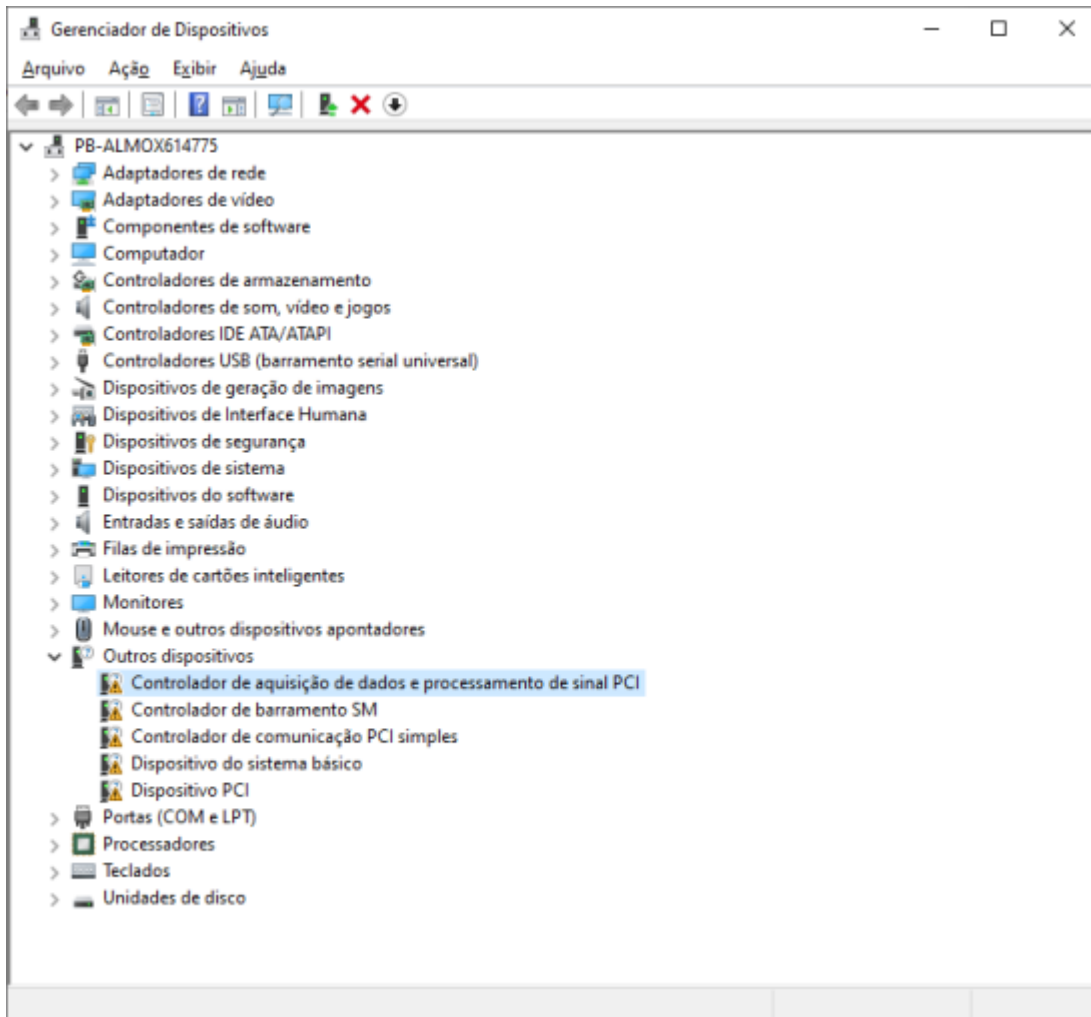 Gerenciador de Dispositivos
Arquivo Ação Exibir Ajuda
PB-ALMOX614775
Adaptadores de rede
Adaptadores de vídeo
Componentes de software
Computador
Controladores de armazenamento
Controladores de som, vídeo e jogos
Controladores IDE ATA/ATAPI
Controladores USB (barramento serial universal)
Dispositivos de geração de imagens
Dispositivos de Interface Humana
Dispositivos de segurança
Dispositivos de sistema
Dispositivos do software
Entradas e saídas de áudio
Filas de impressão
Leitores de cartões inteligentes
Monitores
Mouse e outros dispositivos apontadores
Outros dispositivos
Controlador de aquisição de dados e processamento de sinal PCI
Controlador de barramento SM
Controlador de comunicação PCI simples
Dispositivo do sistema básico
Dispositivo PCI
Portas (COM e LPT)
Processadores
Teclados
Unidades de disco